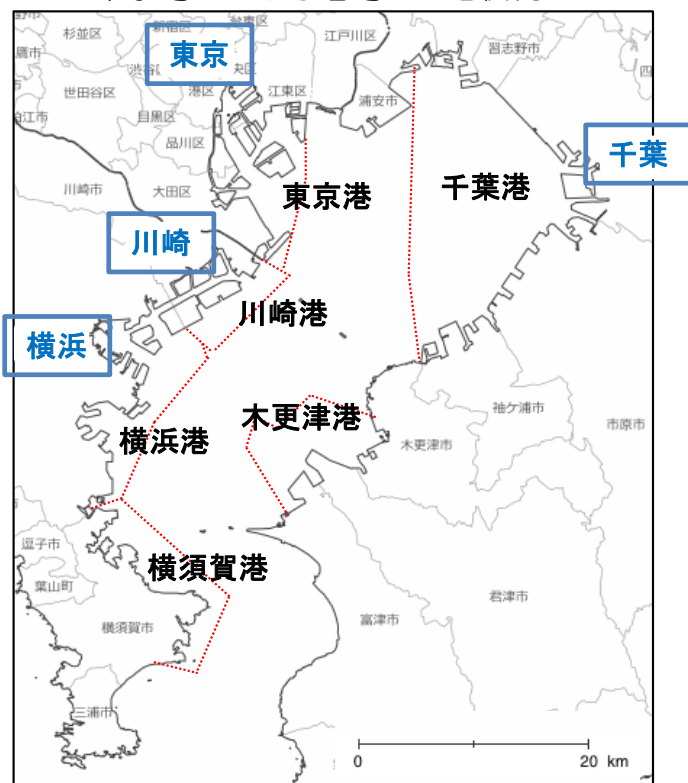 東京
杉並区
江戸川区
習志野市
渋谷区
港区
江東区
浦安市
世田谷区
目黒区
品川区
千葉
川崎市
大田区
東京港
千葉港
川崎
川崎港
横浜
木更津港
袖ケ浦市
市原市
木更津市
横浜港
逗子市
横須賀港
葉山町
君津市
横須賀市
富津市
三浦市
0
20 km